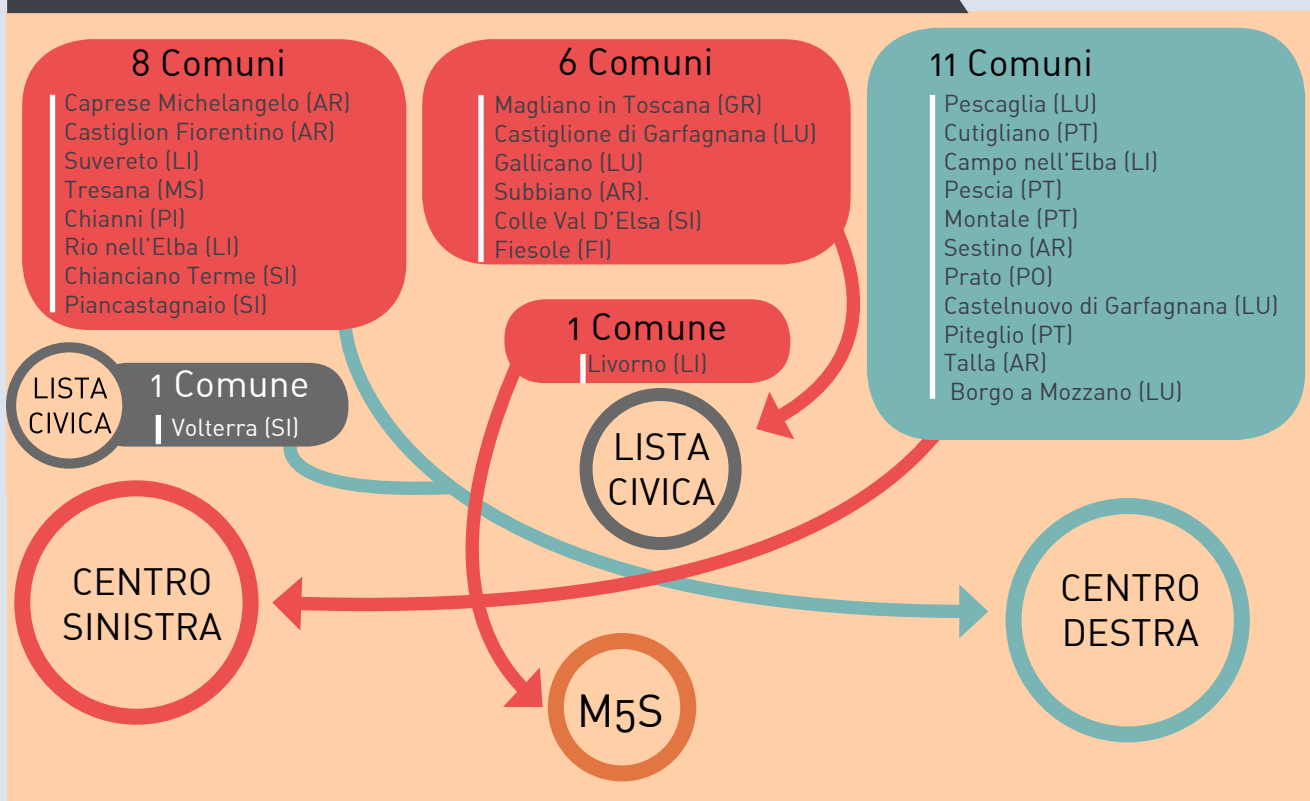 8 Comuni
Caprese Michelangelo (AR)
Castiglion Fiorentino (AR)
Suvereto (LI)
Tresana (MS)
Chianni (PI)
Rio nell'Elba (LI)
Chianciano Terme (SI)
Piancastagnaio (SI)
6 Comuni
Magliano in Toscana (GR)
Castiglione di Garfagnana (LU)
Gallicano (LU)
Subbiano (AR).
Colle Val D'Elsa (SI)
Fiesole (FI)
11 Comuni
Pescaglia (LU)
Cutigliano (PT)
Campo nell'Elba (LI)
Pescia (PT)
Montale (PT)
Sestino (AR)
Prato (PO)
Castelnuovo di Garfagnana (LU)
Piteglio (PT)
Talla (AR)
Borgo a Mozzano (LU)
1 Comune
Livorno (LI)
LISTA
CIVICA
1 Comune
Volterra (SI)
LISTA
CIVICA
CENTRO
SINISTRA
CENTRO
DESTRA
M5S